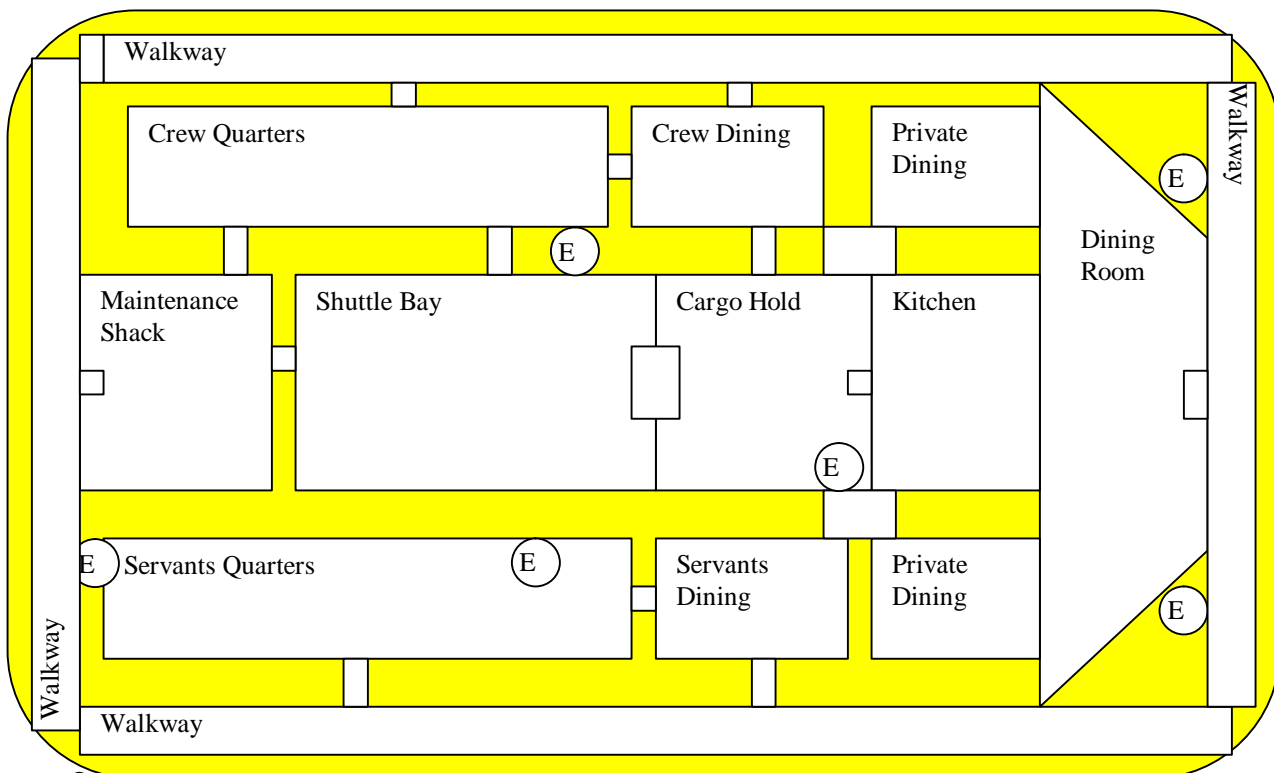 Walkway
Walkway
Crew Quarters
Crew Dining
Private
Dining
E
E
Dining
Room
Maintenance
Shack
Shuttle Bay
Cargo Hold
Kitchen
E
E
Servants Quarters
E
Servants
Dining
Private
Dining
E
Walkway
Walkway